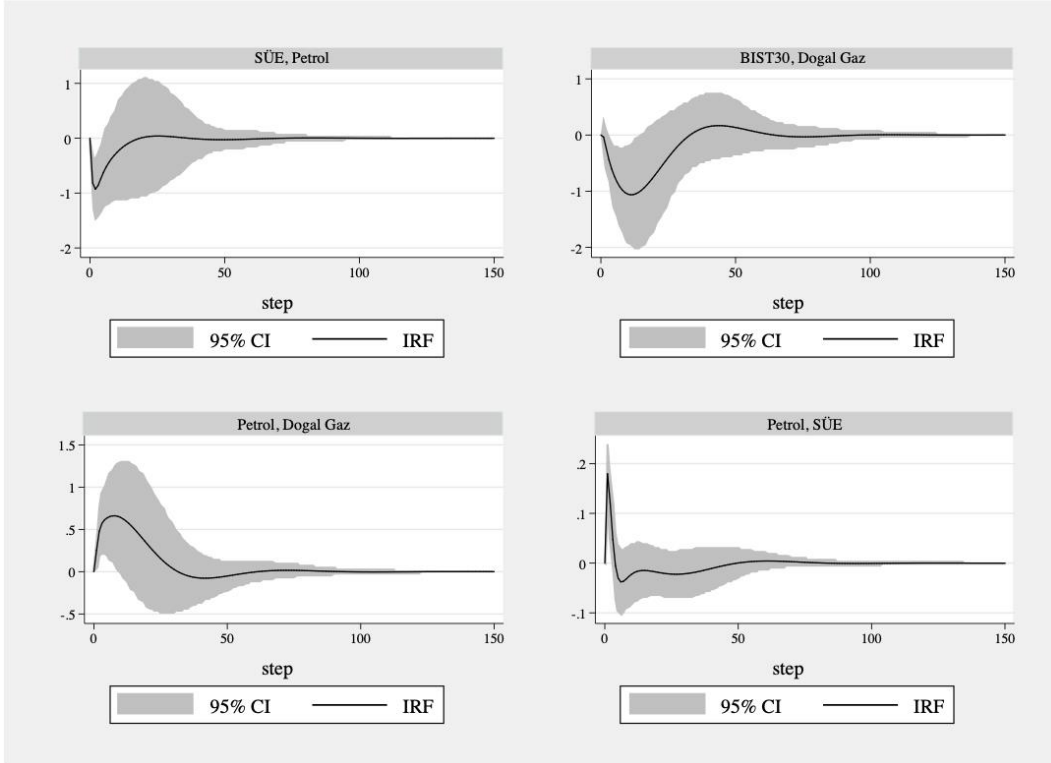 SÜE, Petrol
1
0
-1
-2
0 50 100 150
step
95% CI IRF
BIST30, Dogal Gaz
1
0
-1
-2
0 50 100 150
step
95% CI IRF
Petrol, Dogal Gaz
1.5
1
.5
0
-.5
0 50 100 150
step
95% CI IRF
Petrol, SÜE
.2
.1
0
-.1
0 50 100 150
step
95% CI IRF